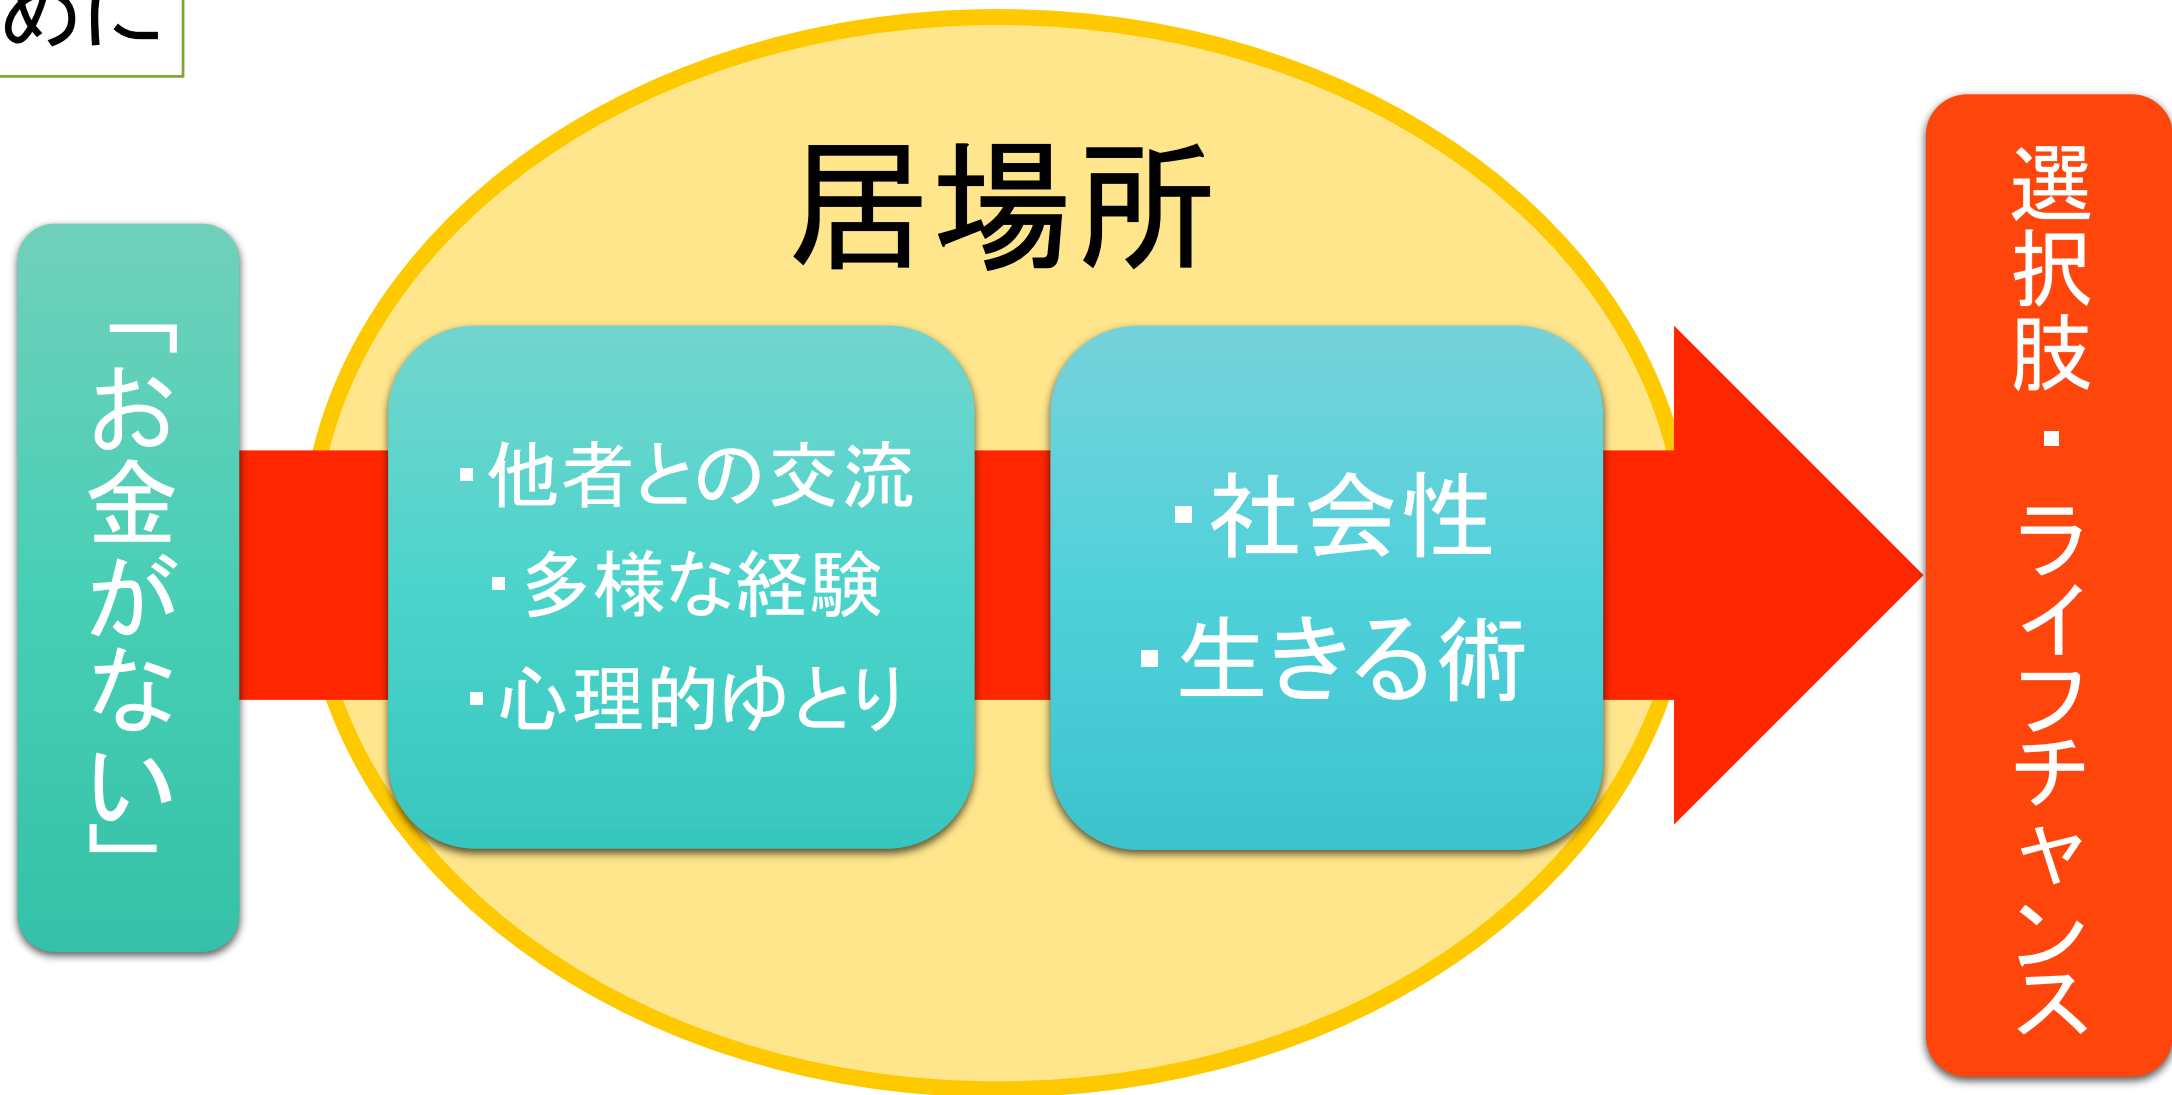 めに
居場所
「お金がない」
・他者との交流
・多様な経験
・心理的ゆとり
・社会性
・生きる術
選択肢・ライフチャンス